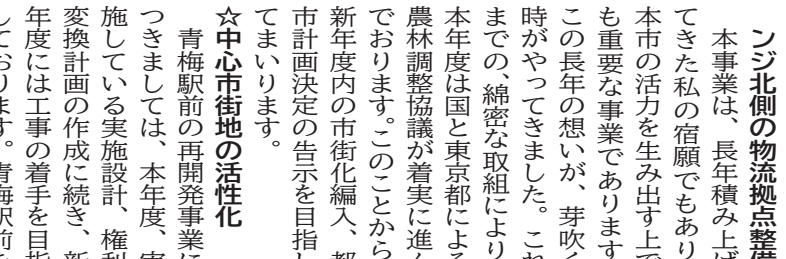 ンジ北側の物流拠点整備
本事業は、長年積み上げ
てきた私の宿願でもあり
本市の活力を生み出す上で
も重要な事業であります
この長年の想いが、芽吹く
時がやってきました。これ
までの、綿密な取組により
本年度は国と東京都による
農林調整協議が着実に進ん
でおります。このことから
新年度内の市街化編入、都
市計画決定の告示を目指し
てまいります。
☆中心市街地の活性化
青梅駅前の再開発事業に
つきましては、本年度、実
施している実施設計、権利
変換計画の作成に続き、新
年度には工事の着手を目指
しております。青梅駅前を